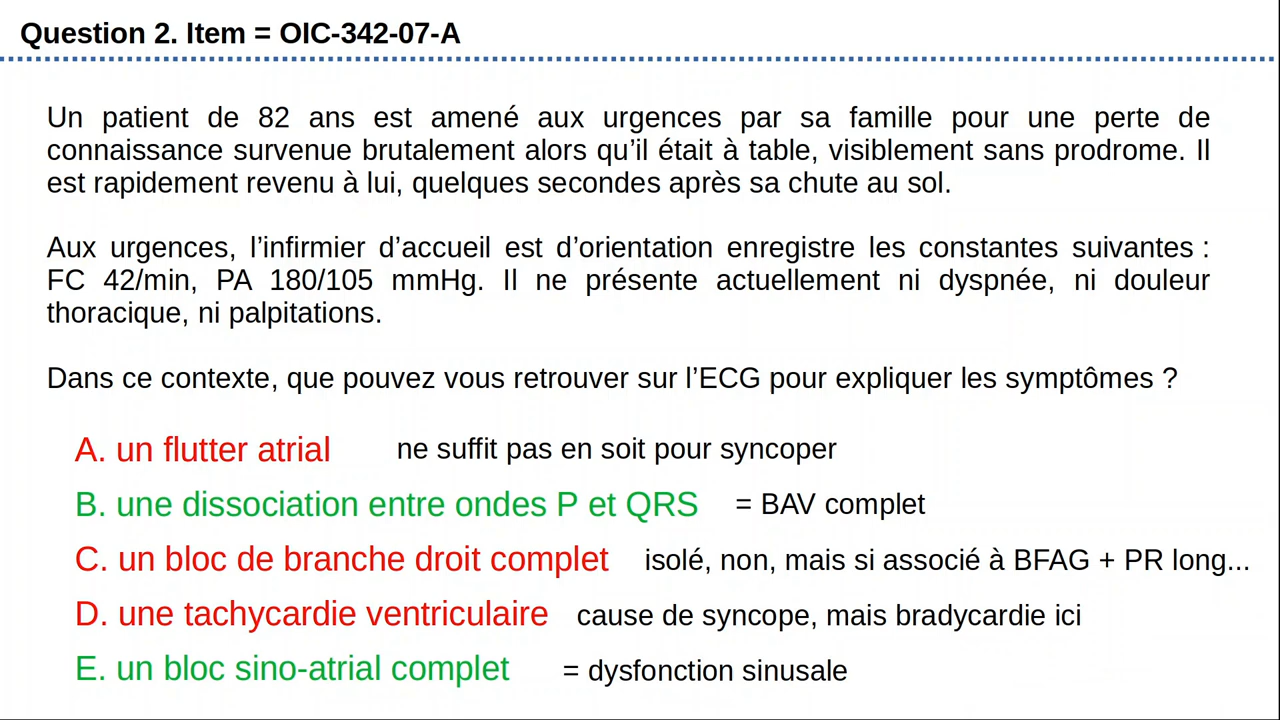 Question 2. Item = OIC-342-07-A
Un patient de 82 ans est amené aux urgences par sa famille pour une perte de
connaissance survenue brutalement alors qu’il était à table, visiblement sans prodrome. Il
est rapidement revenu à lui, quelques secondes après sa chute au sol.
Aux urgences, l’infirmier d’accueil est d’orientation enregistre les constantes suivantes :
FC 42/min, PA 180/105 mmHg. Il ne présente actuellement ni dyspnée, ni douleur
thoracique, ni palpitations.
Dans ce contexte, que pouvez vous retrouver sur l’ECG pour expliquer les symptômes ?
A. un flutter atrial ne suffit pas en soit pour syncoper
B. une dissociation entre ondes P et QRS = BAV complet
C. un bloc de branche droit complet isolé, non, mais si associé à BFAG + PR long...
D. une tachycardie ventriculaire cause de syncope, mais bradycardie ici
E. un bloc sino-atrial complet = dysfonction sinusale